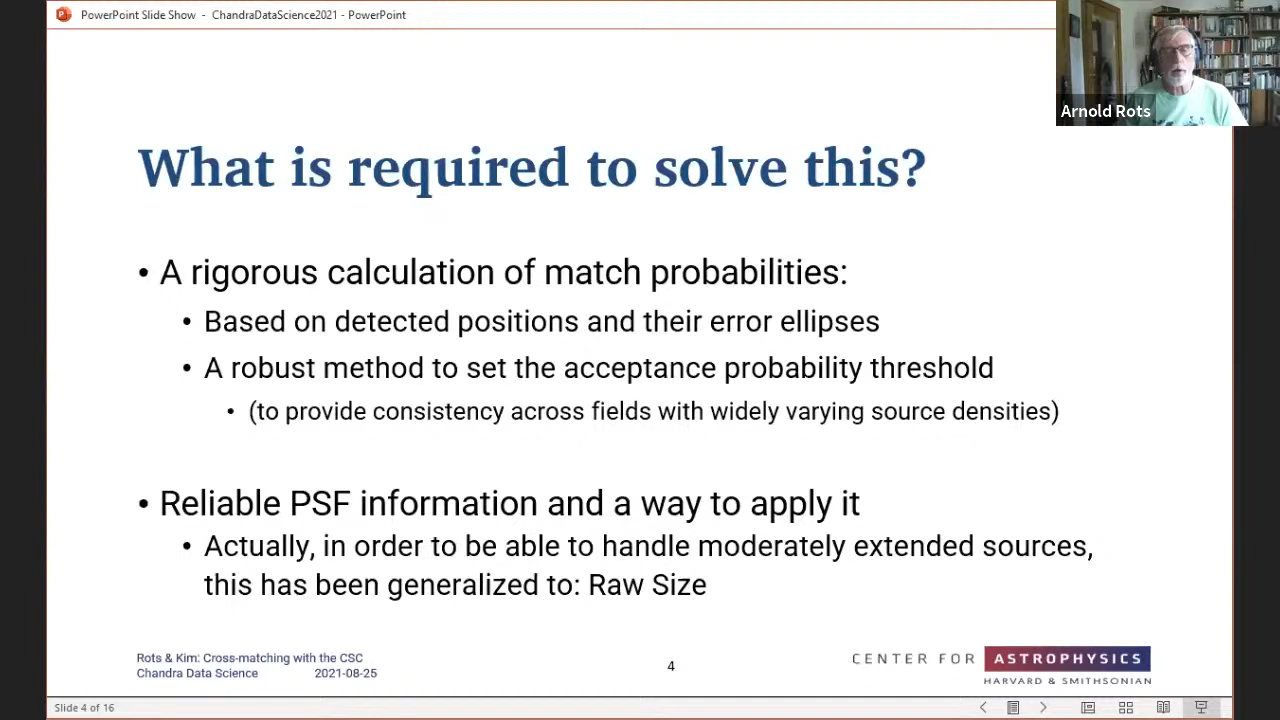 PowerPoint Slide Show - ChandraDataScience2021 - PowerPoint
Arnold Rots
What is required to solve this?
• A rigorous calculation of match probabilities:
• Based on detected positions and their error ellipses
• A robust method to set the acceptance probability threshold
• (to provide consistency across fields with widely varying source densities)
• Reliable PSF information and a way to apply it
• Actually, in order to be able to handle moderately extended sources,
this has been generalized to: Raw Size
Rots & Kim: Cross-matching with the CSC
Chandra Data Science 2021-08-25
4
CENTER FOR ASTROPHYSICS
HARVARD & SMITHSONIAN
Slide 4 of 16